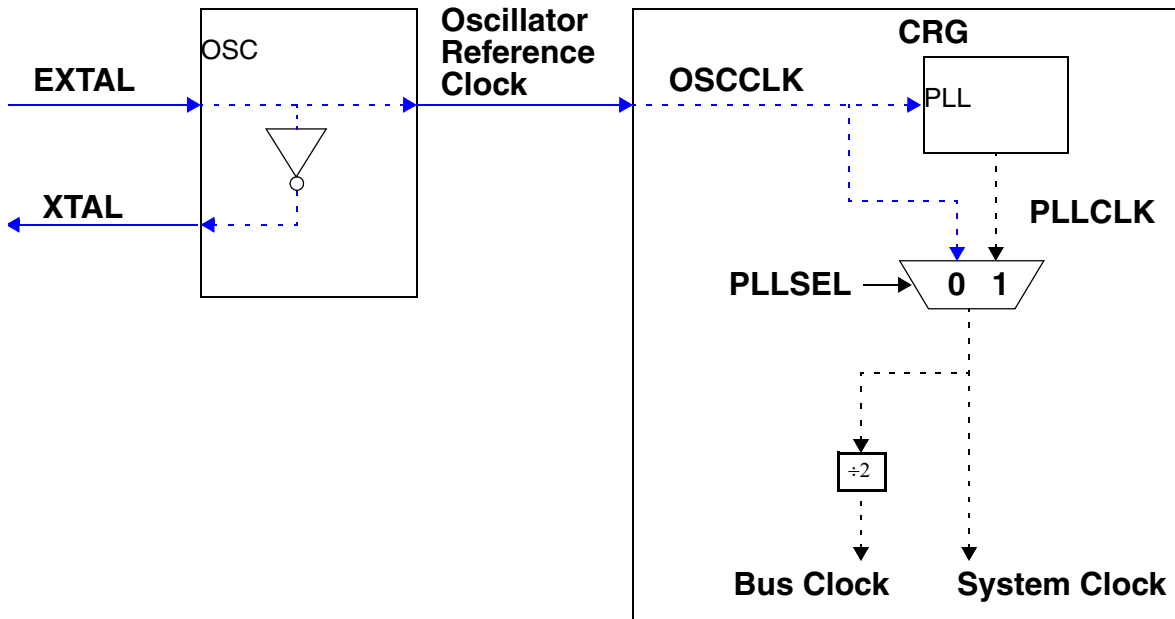 Oscillator
Reference
Clock
CRG
OSC
EXTAL
OSCCLK
PLL
XTAL
PLLCLK
PLLSEL
0 1
÷2
Bus Clock
System Clock